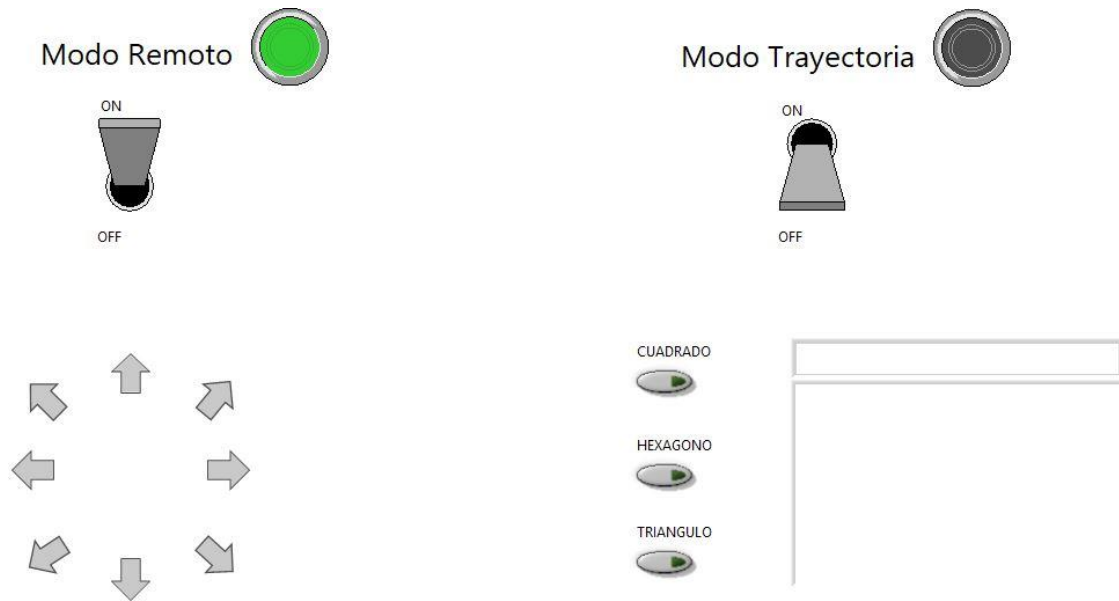 Modo Remoto
ON
OFF
Modo Trayectoria
ON
OFF
CUADRADO
HEXAGONO
TRIANGULO